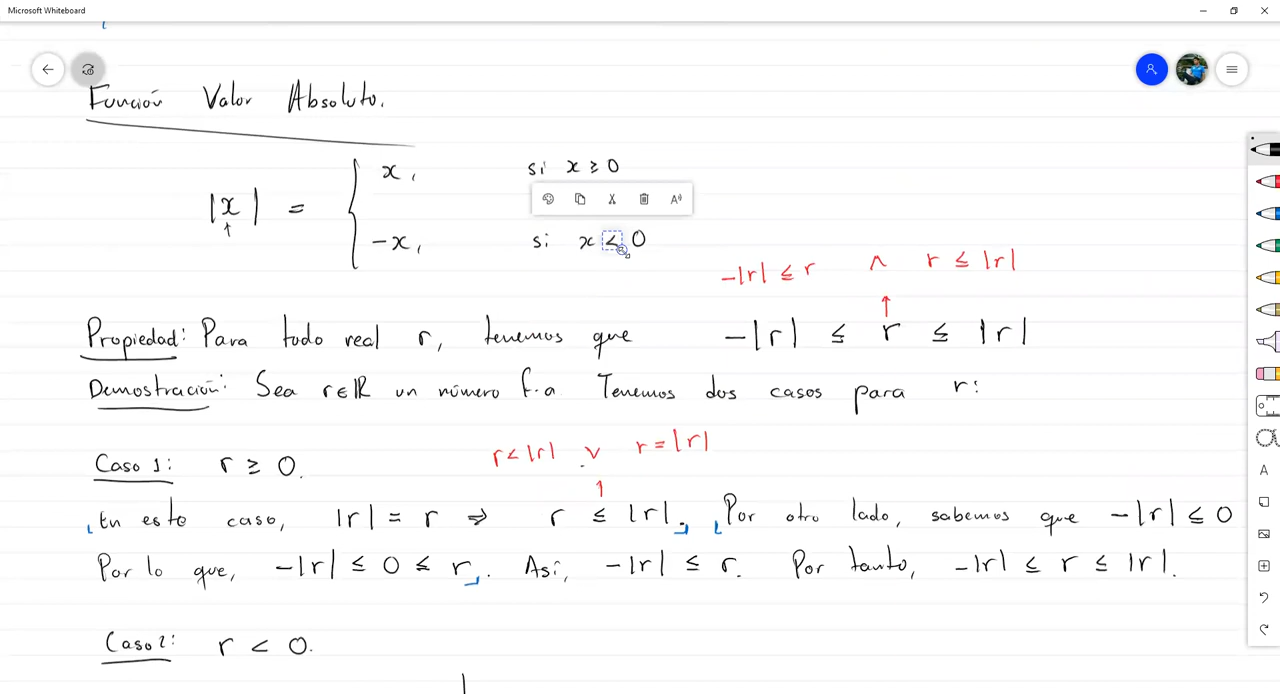 Microsoft Whiteboard
Función Valor Absoluto.
|x| = { x, si x ≥ 0
-x, si x < 0
-|r| ≤ r ∧ r ≤ |r|
Propiedad: Para todo real r, tenemos que -|r| ≤ r ≤ |r|
Demostración: Sea r∈ℝ un número f.a. Tenemos dos casos para r:
r<|r| ∨ r=|r|
Caso 1: r ≥ 0.
En este caso, |r| = r ⇒ r ≤ |r|. Por otro lado, sabemos que -|r| ≤ 0
Por lo que, -|r| ≤ 0 ≤ r. Así, -|r| ≤ r. Por tanto, -|r| ≤ r ≤ |r|.
Caso 2: r < 0.